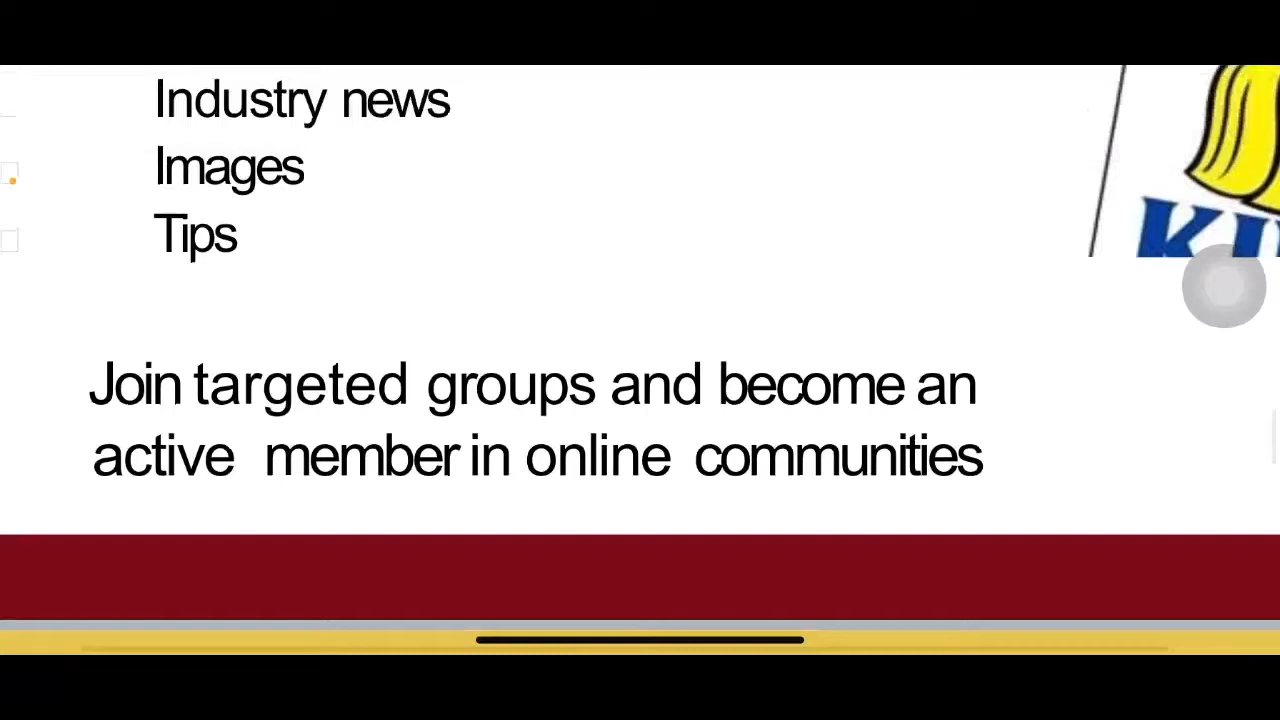 Industry news
Images
Tips
Join targeted groups and become an
active member in online communities